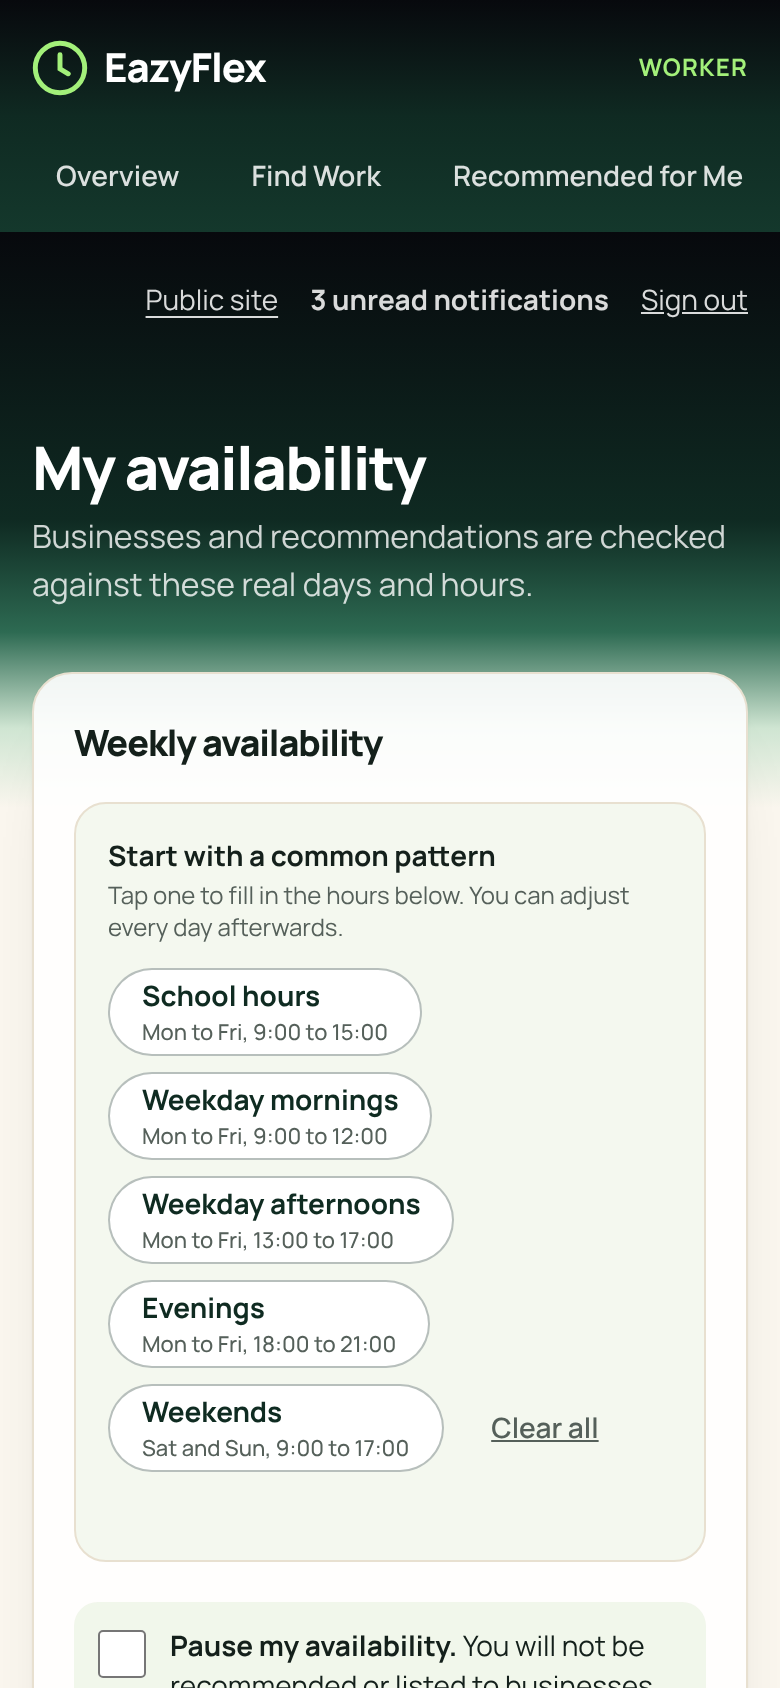 EazyFlex
WORKER
Overview Find Work Recommended for Me
Public site 3 unread notifications Sign out
My availability
Businesses and recommendations are checked
against these real days and hours.
Weekly availability
Start with a common pattern
Tap one to fill in the hours below. You can adjust
every day afterwards.
School hours
Mon to Fri, 9:00 to 15:00
Weekday mornings
Mon to Fri, 9:00 to 12:00
Weekday afternoons
Mon to Fri, 13:00 to 17:00
Evenings
Mon to Fri, 18:00 to 21:00
Weekends
Sat and Sun, 9:00 to 17:00
Clear all
Pause my availability. You will not be
recommended or listed to businesses